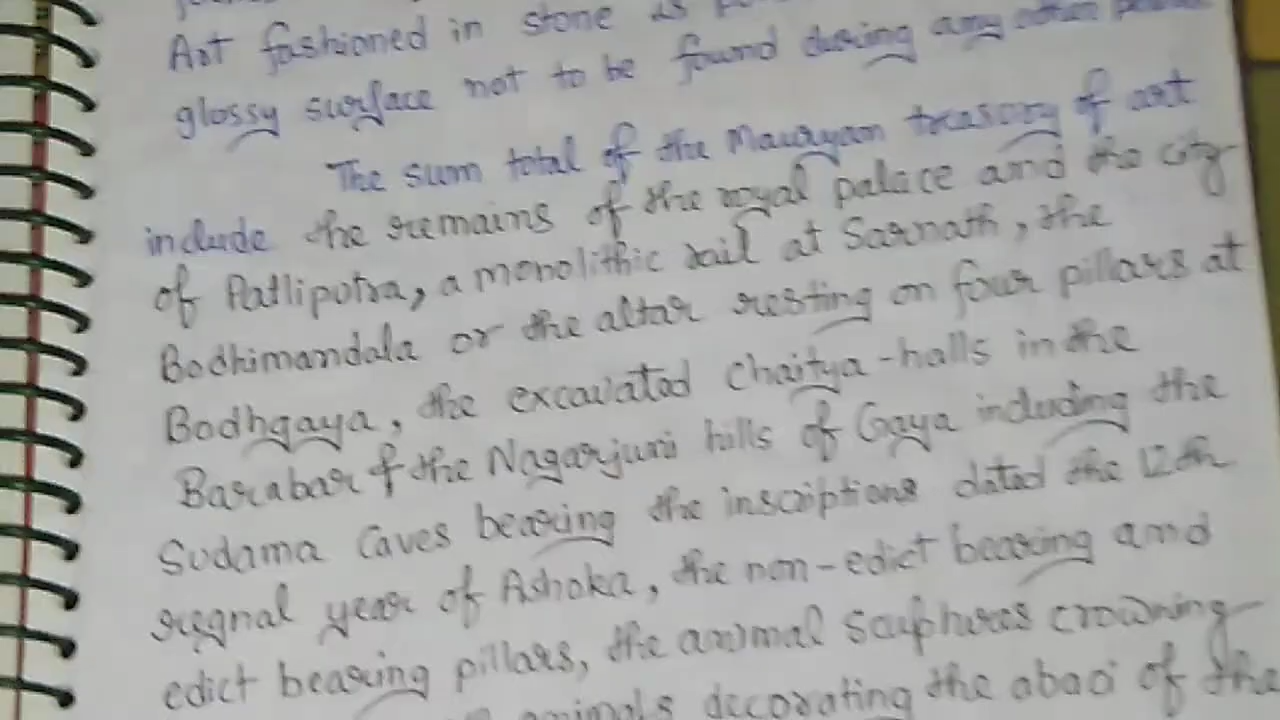 Art fashioned in stone is
glossy surface not to be found during any other
The sum total of the Mauryan treasory of art
include the remains of the royal palace and the city
of Patlipotra, a monolithic rail at Sarnath, the
Bodhimandala or the altar resting on four pillars at
Bodhgaya, the excavated Chaitya-halls in the
Barabar & the Nagarjuni hills of Gaya including the
Sudama Caves bearing the inscriptions dated the 12th
regnal year of Ashoka, the non-edict bearing and
edict bearing pillars, the animal sculptures crowning
animals decorating the abaci of the